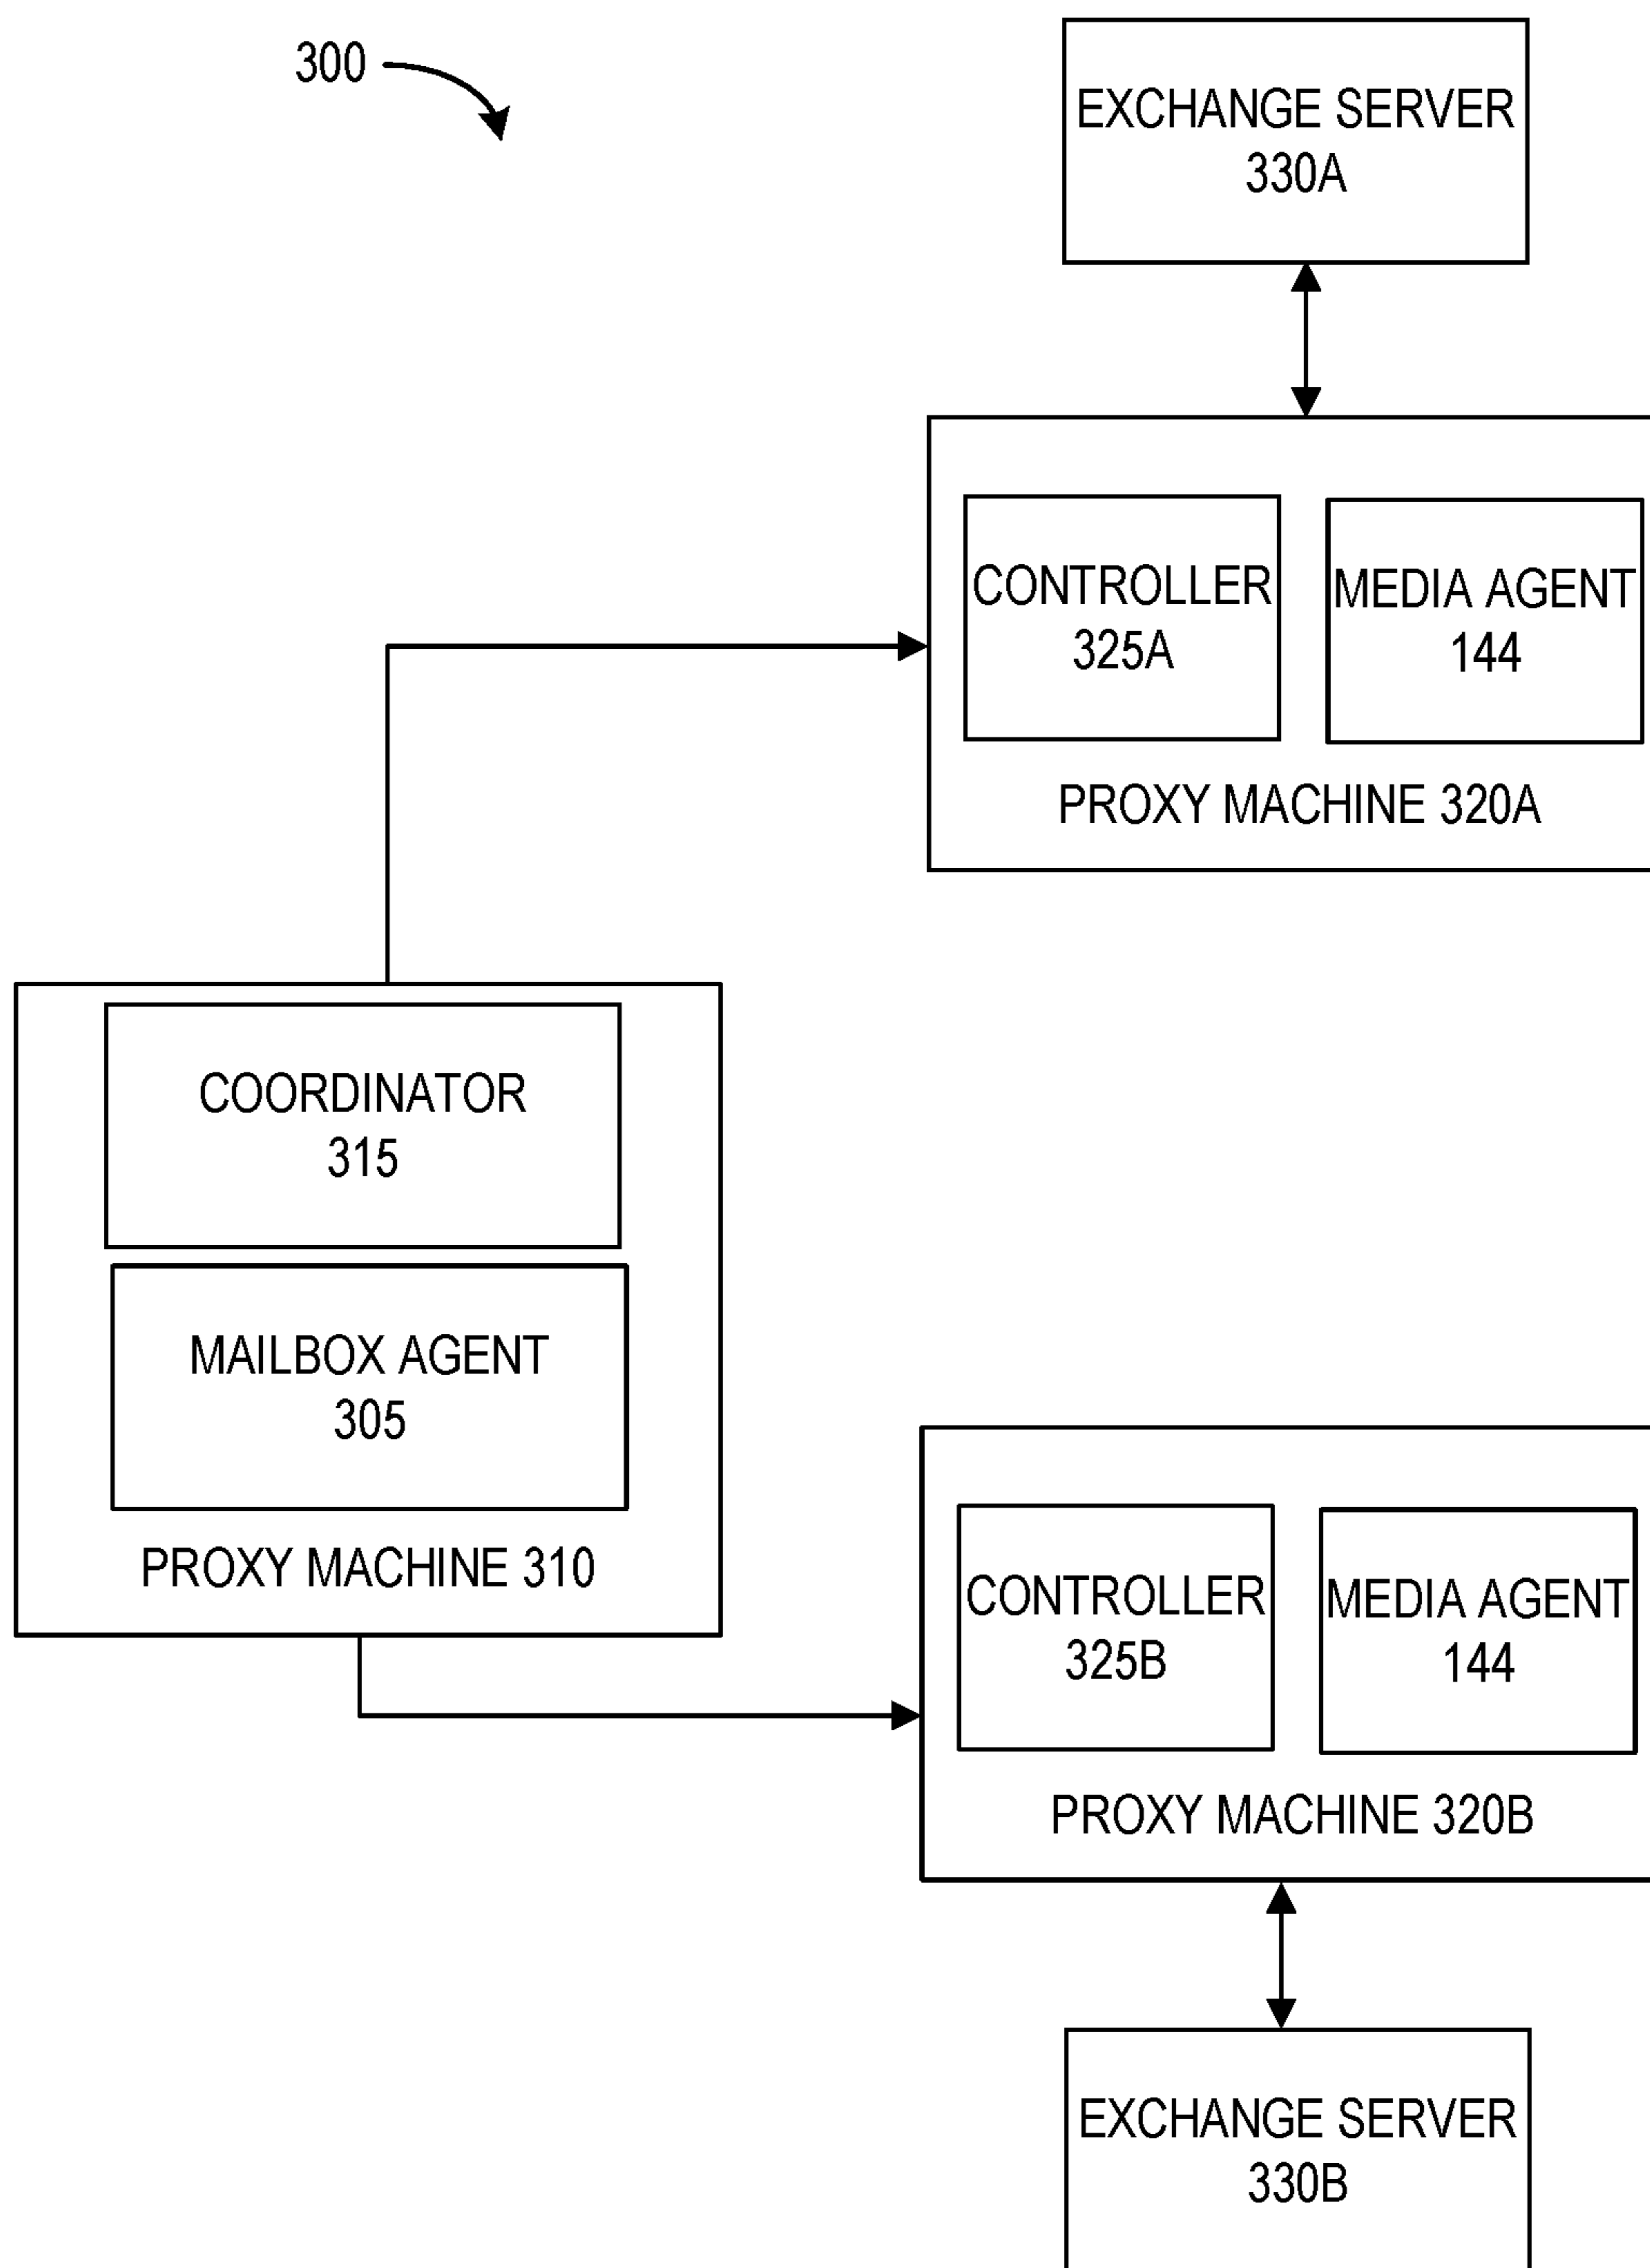 300
EXCHANGE SERVER
330A
CONTROLLER
325A
MEDIA AGENT
144
PROXY MACHINE 320A
COORDINATOR
315
MAILBOX AGENT
305
PROXY MACHINE 310
CONTROLLER
325B
MEDIA AGENT
144
PROXY MACHINE 320B
EXCHANGE SERVER
330B